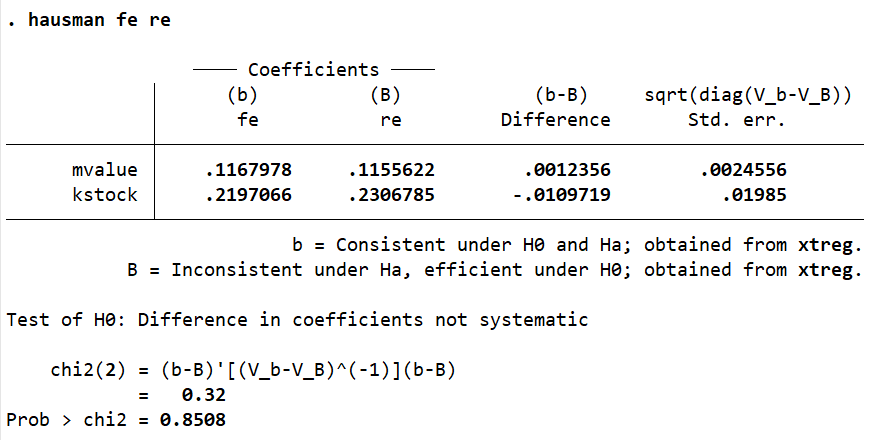 . hausman fe re
Coefficients
(b) (B) (b-B) sqrt(diag(V_b-V_B))
fe re Difference Std. err.
mvalue .1167978 .1155622 .0012356 .0024556
kstock .2197066 .2306785 -.0109719 .01985
b = Consistent under H0 and Ha; obtained from xtreg.
B = Inconsistent under Ha, efficient under H0; obtained from xtreg.
Test of H0: Difference in coefficients not systematic
chi2(2) = (b-B)'[(V_b-V_B)^(-1)](b-B)
= 0.32
Prob > chi2 = 0.8508